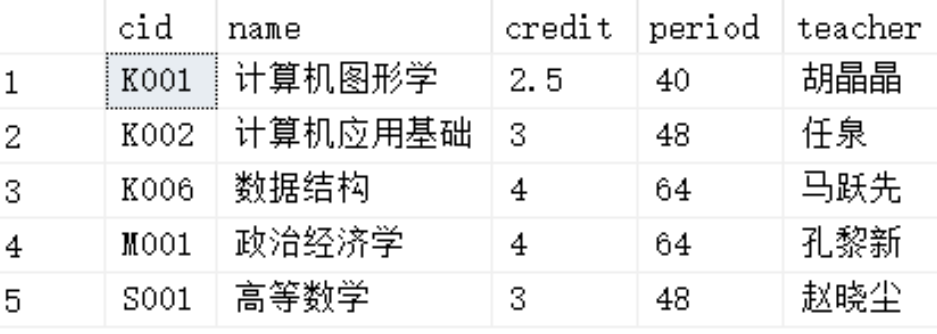 cid name credit period teacher
1 K001 计算机图形学 2.5 40 胡晶晶
2 K002 计算机应用基础 3 48 任泉
3 K006 数据结构 4 64 马跃先
4 M001 政治经济学 4 64 孔黎新
5 S001 高等数学 3 48 赵晓尘